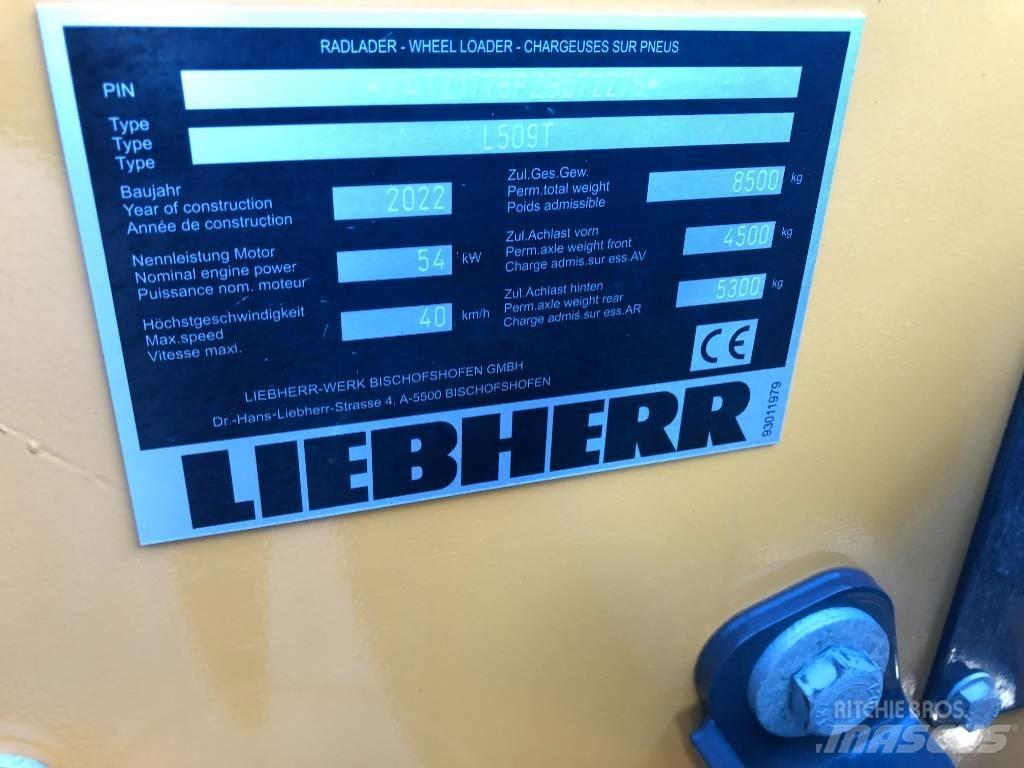 RADLADER - WHEEL LOADER - CHARGEUSES SUR PNEUS
PIN
Type
Type
Type
L509T
Baujahr
Year of construction
Année de construction
2022
Nennleistung Motor
Nominal engine power
Puissance nom. moteur
54 kW
Höchstgeschwindigkeit
Max.speed
Vitesse maxi.
40 km/h
Zul.Ges.Gew.
Perm.total weight
Poids admissible
8500 kg
Zul.Achlast vorn
Perm.axle weight front
Charge admis.sur ess.AV
4500 kg
Zul.Achlast hinten
Perm.axle weight rear
Charge admis.sur ess.AR
5300 kg
CE
LIEBHERR-WERK BISCHOFSHOFEN GMBH
Dr.-Hans-Liebherr-Strasse 4, A-5500 BISCHOFSHOFEN
LIEBHERR
93011979
RITCHIE BROS.
MASCUS